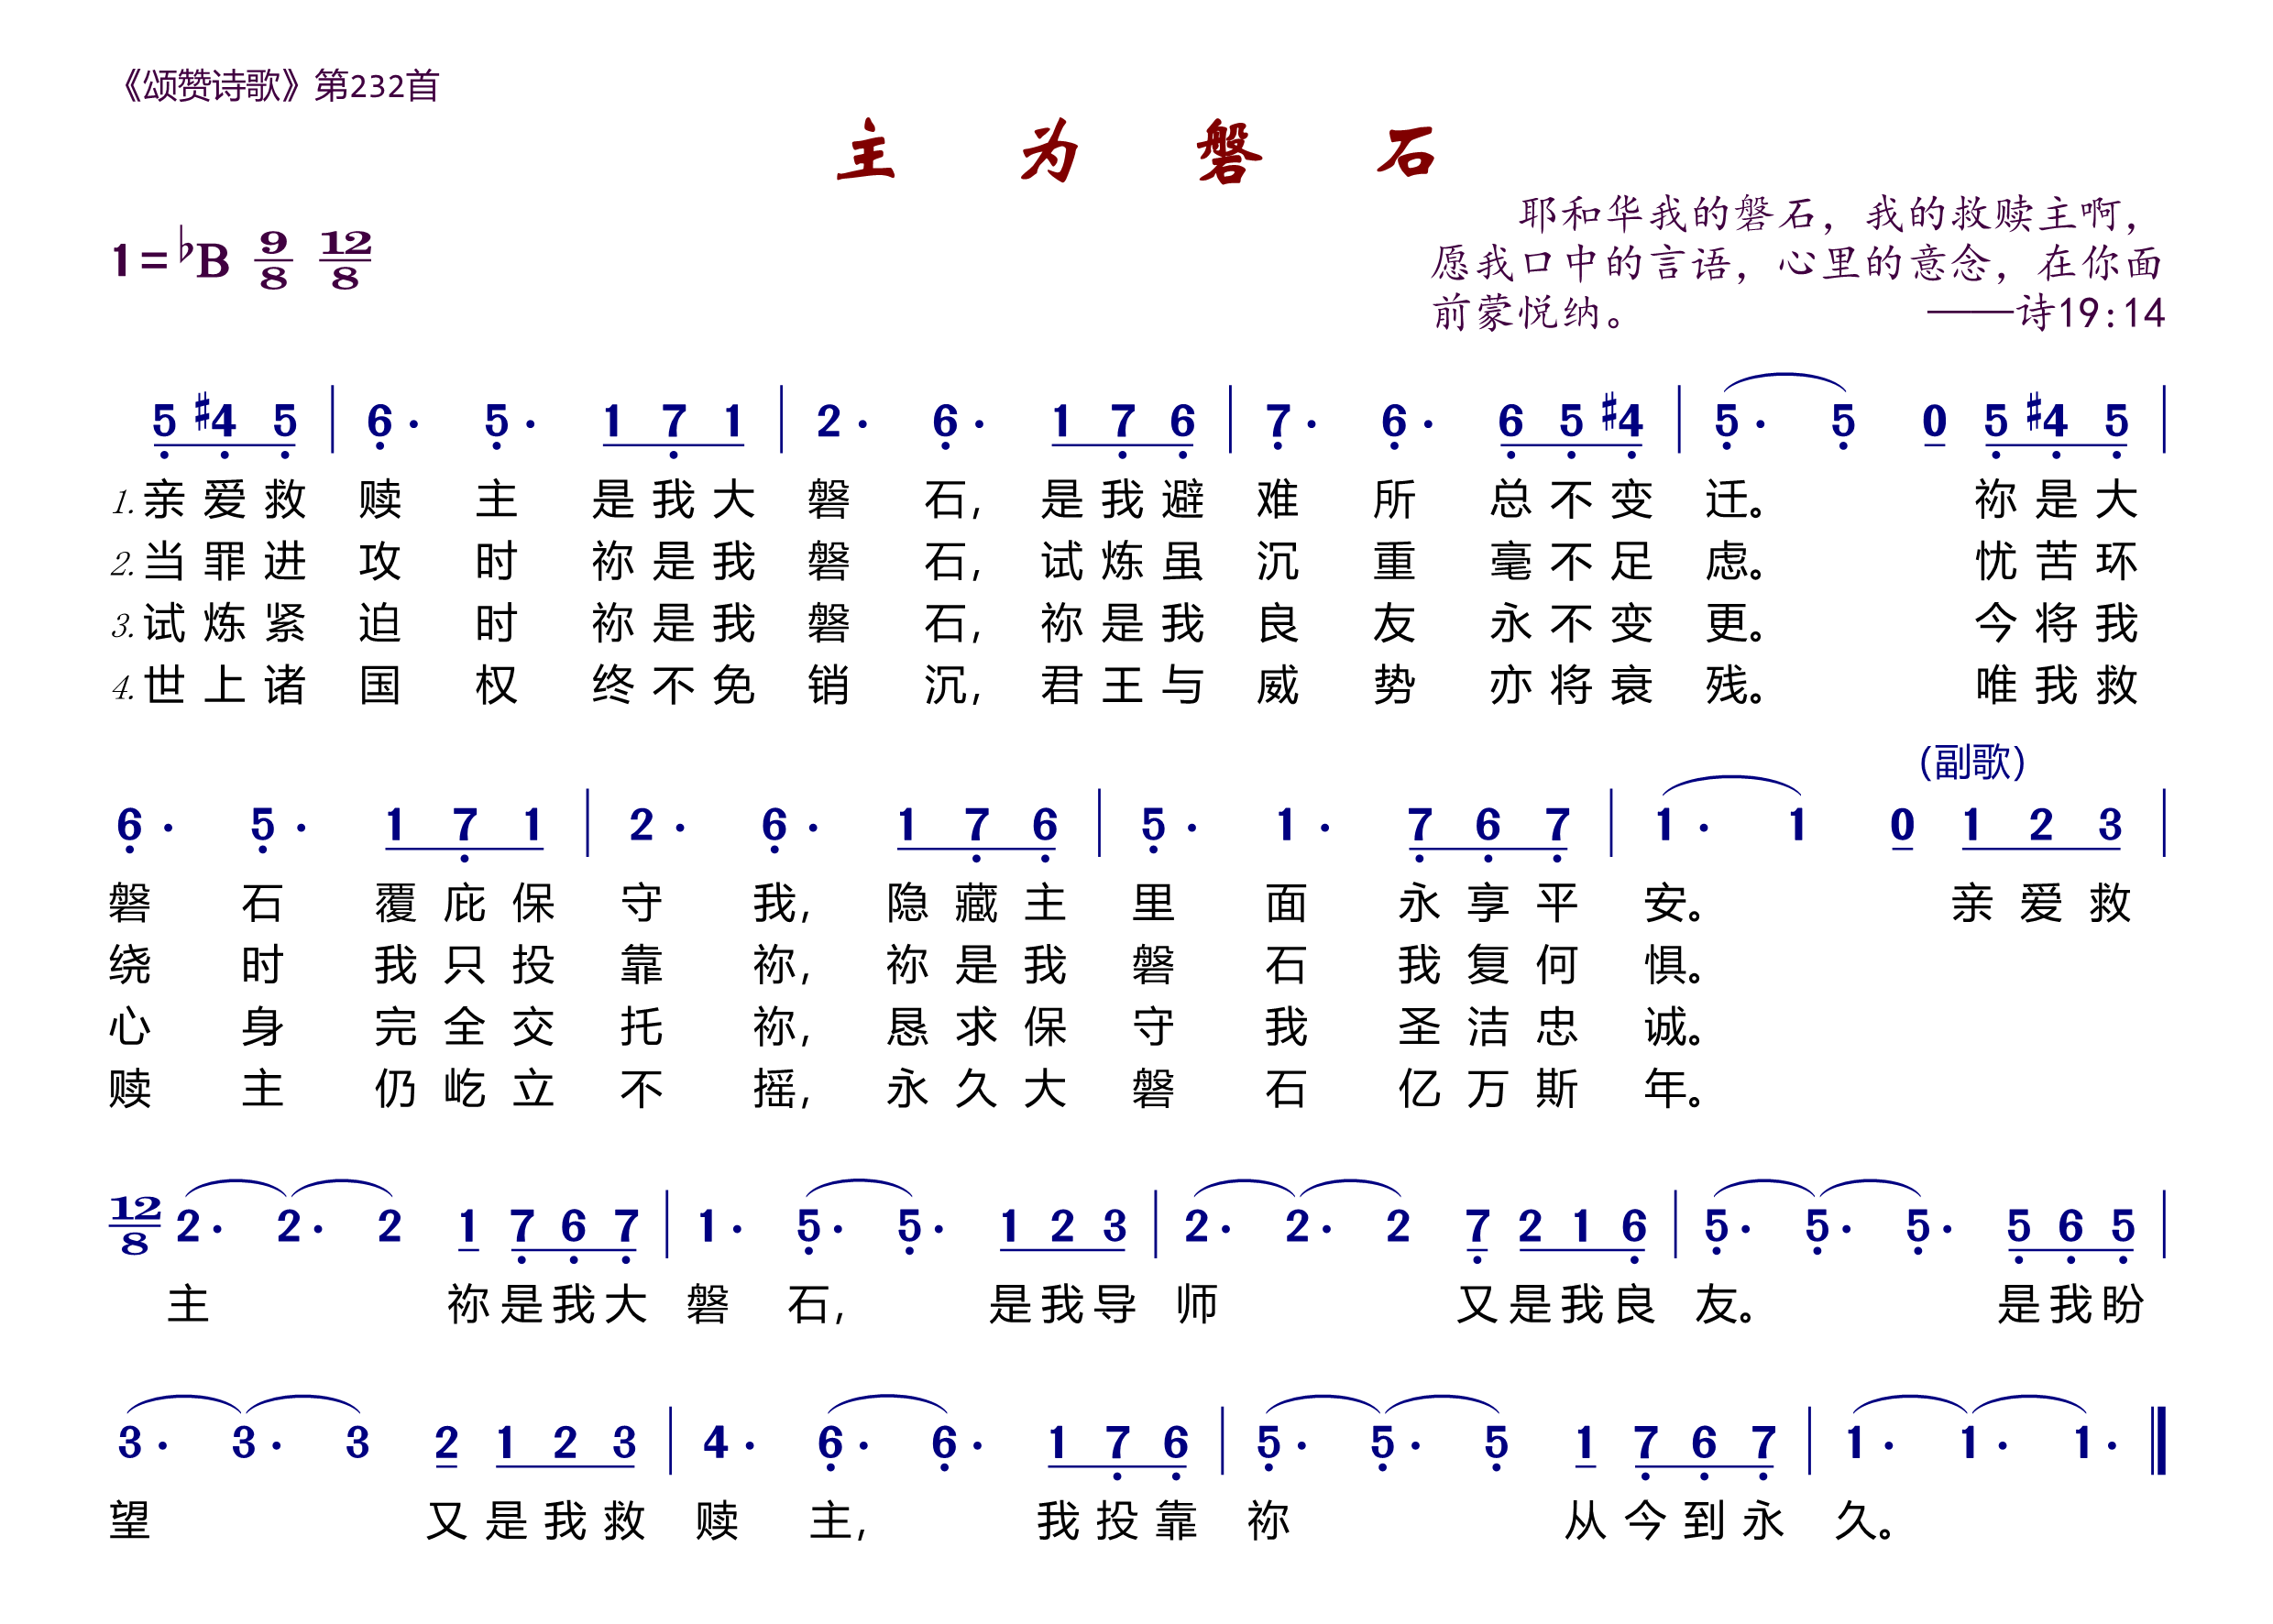 《颂赞诗歌》第232首
主 为 磐 石
耶和华我的磐石，我的救赎主啊，
愿我口中的言语，心里的意念，在你面
前蒙悦纳。 ——诗19:14
1=♭B 9/8 12/8
5 #4 5 | 6· 5· 1 7 1 | 2· 6· 1 7 6 | 7· 6· 6 5 #4 | 5· 5 0 5 #4 5 |
1.亲爱救 赎 主 是我大 磐 石, 是我避 难 所 总不变 迁。 祢是大
2.当罪进 攻 时 祢是我 磐 石, 试炼虽 沉 重 毫不足 虑。 忧苦环
3.试炼紧 迫 时 祢是我 磐 石, 祢是我 良 友 永不变 更。 今将我
4.世上诸 国 权 终不免 销 沉, 君王与 威 势 亦将衰 残。 唯我救
(副歌)
6· 5· 1 7 1 | 2· 6· 1 7 6 | 5· 1· 7 6 7 | 1· 1 0 1 2 3 |
磐 石 覆庇保 守 我, 隐藏主 里 面 永享平 安。 亲爱救
绕 时 我只投 靠 祢, 祢是我 磐 石 我复何 惧。
心 身 完全交 托 祢, 恳求保 守 我 圣洁忠 诚。
赎 主 仍屹立 不 摇, 永久大 磐 石 亿万斯 年。
12/8 2· 2· 2 1 7 6 7 | 1· 5· 5· 1 2 3 | 2· 2· 2 7 2 1 6 | 5· 5· 5· 5 6 5 |
主 祢是我大 磐 石, 是我导 师 又是我良 友。 是我盼
3· 3· 3 2 1 2 3 | 4· 6· 6· 1 7 6 | 5· 5· 5 1 7 6 7 | 1· 1· 1· ‖
望 又是我救 赎 主, 我投靠 祢 从今到永 久。